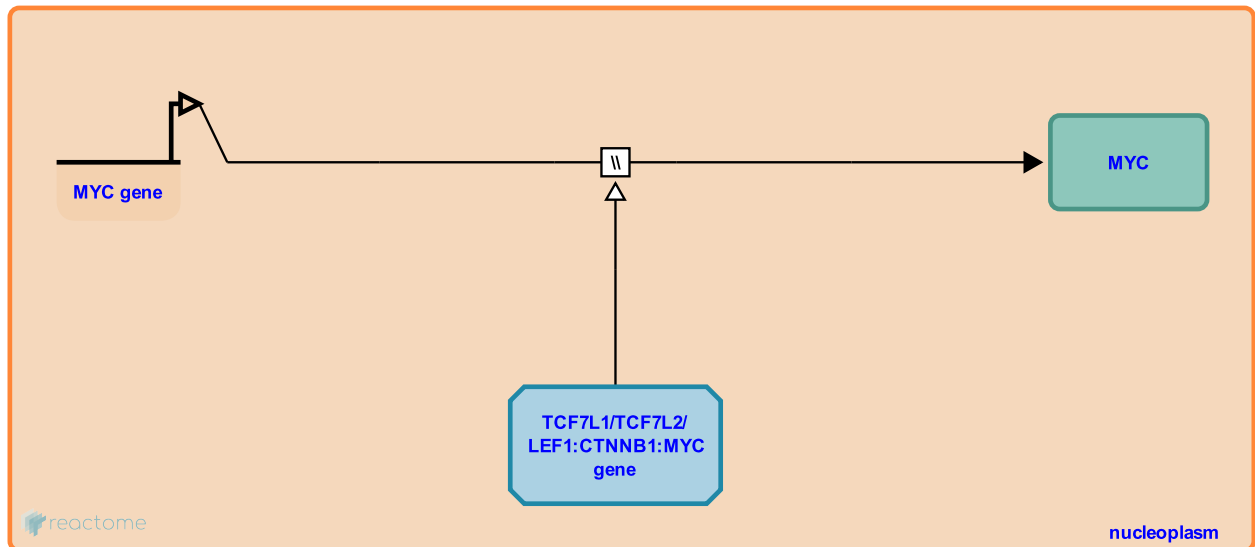 MYC gene
\\
MYC
TCF7L1/TCF7L2/
LEF1:CTNNB1:MYC
gene
reactome
nucleoplasm